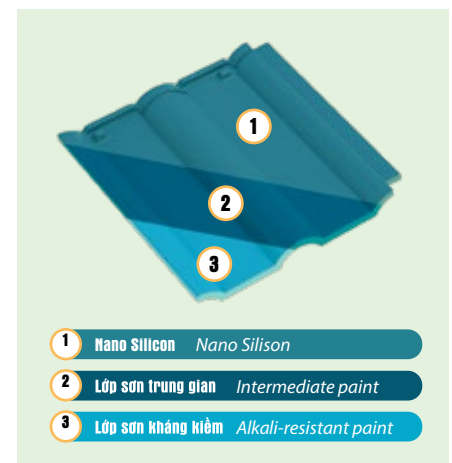 1
2
3
1 Nano Silicon Nano Silison
2 Lớp sơn trung gian Intermediate paint
3 Lớp sơn kháng kiềm Alkali-resistant paint